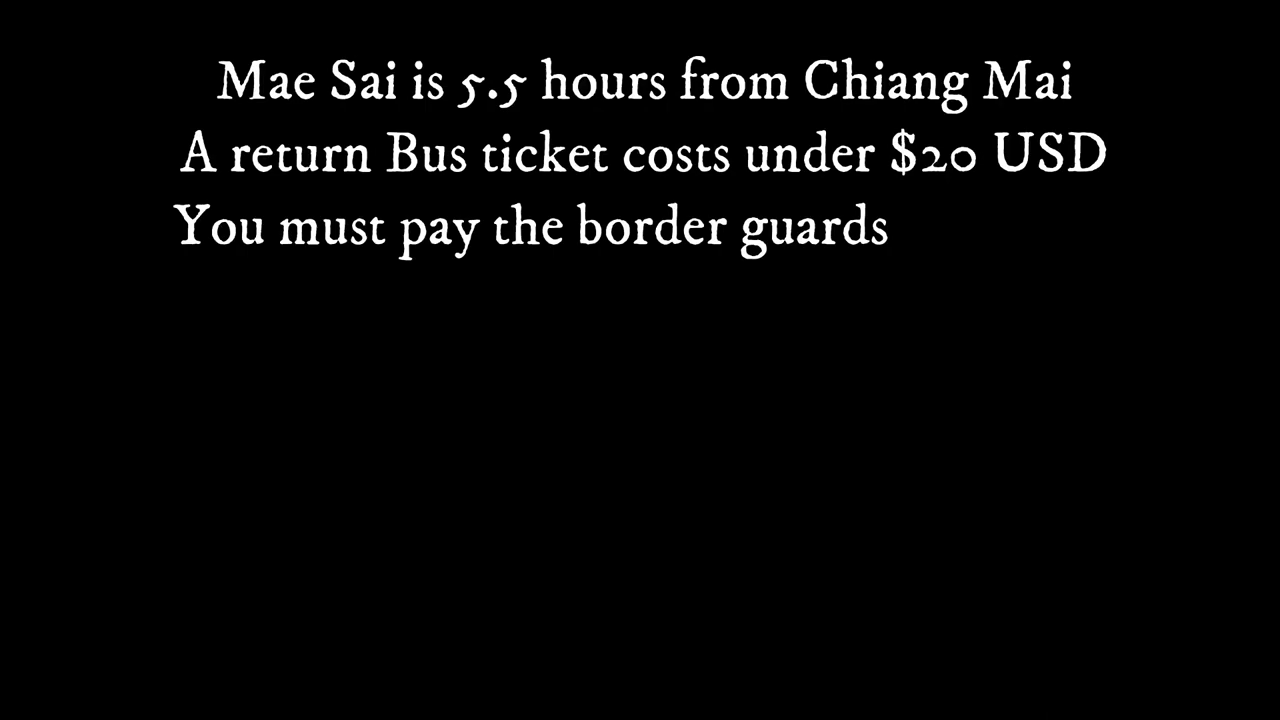 Mae Sai is 5.5 hours from Chiang Mai
A return Bus ticket costs under $20 USD
You must pay the border guards